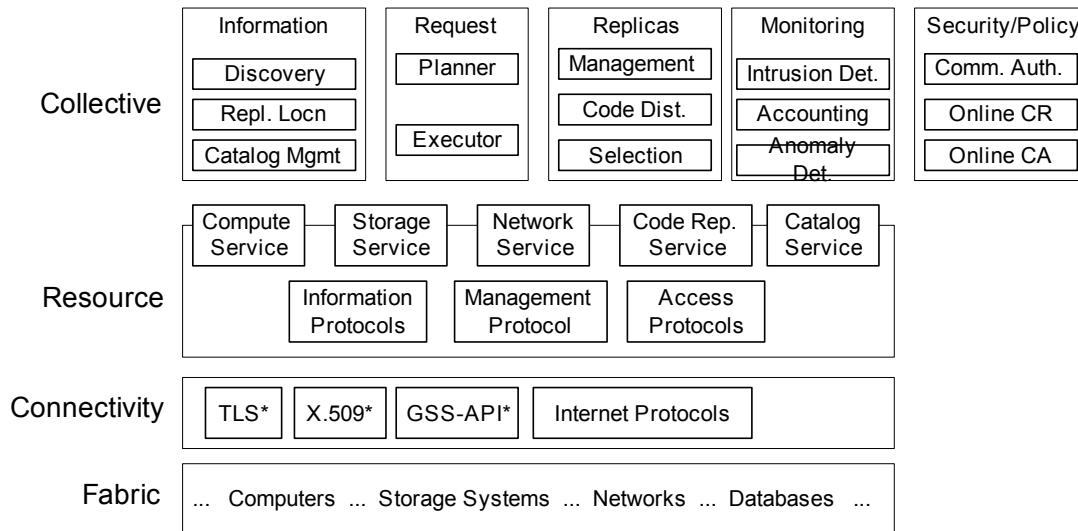 Information
Request
Replicas
Monitoring
Security/Policy
Collective
Discovery
Repl. Locn
Catalog Mgmt
Planner
Executor
Management
Code Dist.
Selection
Intrusion Det.
Accounting
Anomaly
Det.
Comm. Auth.
Online CR
Online CA
Resource
Compute
Service
Storage
Service
Network
Service
Code Rep.
Service
Catalog
Service
Information
Protocols
Management
Protocol
Access
Protocols
Connectivity
TLS*
X.509*
GSS-API*
Internet Protocols
Fabric
... Computers ... Storage Systems ... Networks ... Databases ...